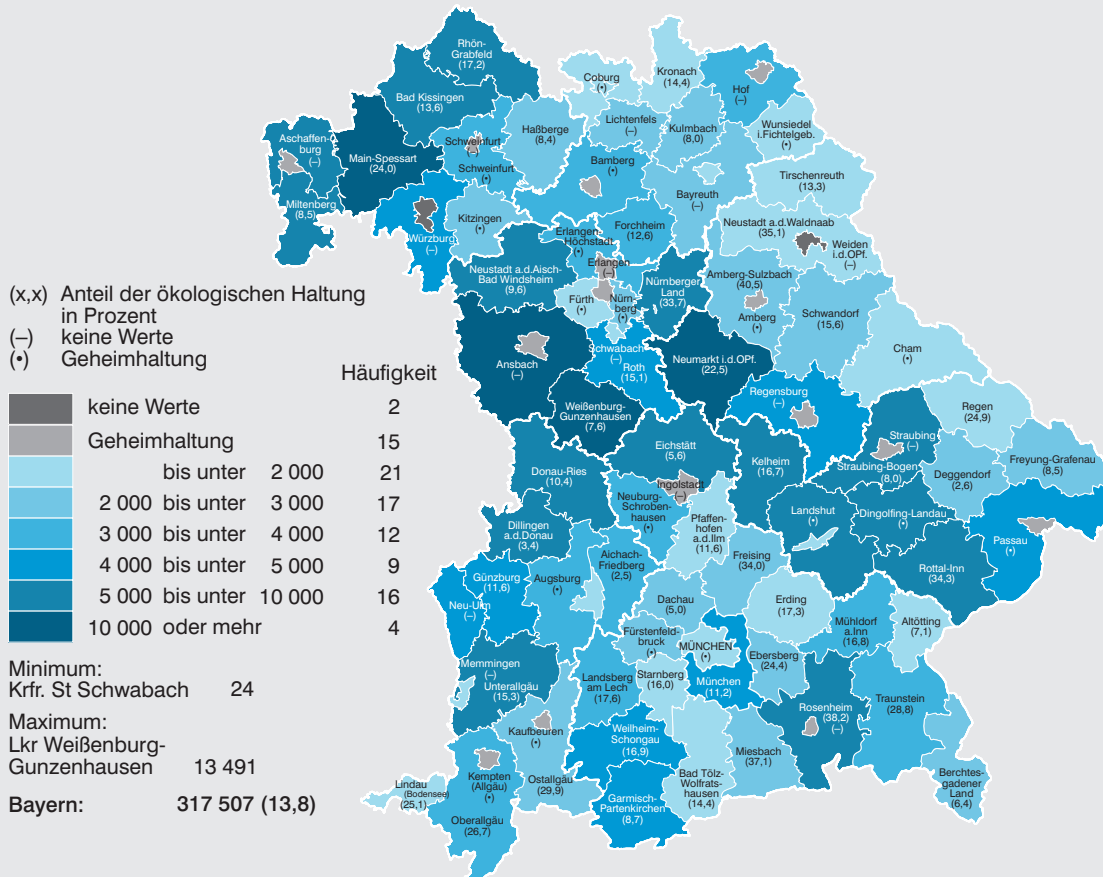 Rhön-
Grabfeld
(17,2)
Bad Kissingen
(13,6)
Coburg
(•)
Kronach
(14,4)
Hof
(–)
Lichtenfels
(–)
Kulmbach
(8,0)
Wunsiedel
i.Fichtelgeb.
(•)
Aschaffen-
burg
(–)
Main-Spessart
(24,0)
Schweinfurt
(–)
Schweinfurt
(•)
Haßberge
(8,4)
Bamberg
(•)
Bayreuth
(–)
Tirschenreuth
(13,3)
Miltenberg
(8,5)
Würzburg
(–)
Kitzingen
(•)
Erlangen-
Höchstadt
(•)
Forchheim
(12,6)
Neustadt a.d.Waldnaab
(35,1)
Weiden
i.d.OPf.
(–)
Neustadt a.d.Aisch-
Bad Windsheim
(9,6)
Erlangen
(–)
Fürth
(•)
Nürn-
berg
(•)
Nürnberger
Land
(33,7)
Amberg-Sulzbach
(40,5)
Amberg
(•)
Schwandorf
(15,6)
Ansbach
(–)
Schwabach
(–)
Roth
(15,1)
Neumarkt i.d.OPf.
(22,5)
Cham
(•)
Weißenburg-
Gunzenhausen
(7,6)
Regensburg
(–)
Regen
(24,9)
Eichstätt
(5,6)
Kelheim
(16,7)
Straubing
(–)
Straubing-Bogen
(8,0)
Deggendorf
(2,6)
Freyung-Grafenau
(8,5)
Donau-Ries
(10,4)
Ingolstadt
(–)
Neuburg-
Schroben-
hausen
(•)
Pfaffen-
hofen
a.d.Ilm
(11,6)
Landshut
(•)
Dingolfing-Landau
(•)
Passau
(•)
Dillingen
a.d.Donau
(3,4)
Aichach-
Friedberg
(2,5)
Freising
(34,0)
Rottal-Inn
(34,3)
Günzburg
(11,6)
Augsburg
(•)
Neu-Ulm
(–)
Dachau
(5,0)
Erding
(17,3)
Mühldorf
a.Inn
(16,8)
Altötting
(7,1)
Fürstenfeld-
bruck
(•)
MÜNCHEN
(•)
Ebersberg
(24,4)
Memmingen
(–)
Unterallgäu
(15,3)
Landsberg
am Lech
(17,6)
Starnberg
(16,0)
München
(11,2)
Rosenheim
(38,2)
(–)
Traunstein
(28,8)
Kaufbeuren
(•)
Weilheim-
Schongau
(16,9)
Bad Tölz-
Wolfrats-
hausen
(14,4)
Miesbach
(37,1)
Berchtes-
gadener
Land
(6,4)
Lindau
(Bodensee)
(25,1)
Kempten
(Allgäu)
(•)
Oberallgäu
(26,7)
Ostallgäu
(29,9)
Garmisch-
Partenkirchen
(8,7)
(x,x) Anteil der ökologischen Haltung
in Prozent
(–) keine Werte
(•) Geheimhaltung
Häufigkeit
keine Werte 2
Geheimhaltung 15
bis unter 2 000 21
2 000 bis unter 3 000 17
3 000 bis unter 4 000 12
4 000 bis unter 5 000 9
5 000 bis unter 10 000 16
10 000 oder mehr 4
Minimum:
Krfr. St Schwabach 24
Maximum:
Lkr Weißenburg-
Gunzenhausen 13 491
Bayern: 317 507 (13,8)